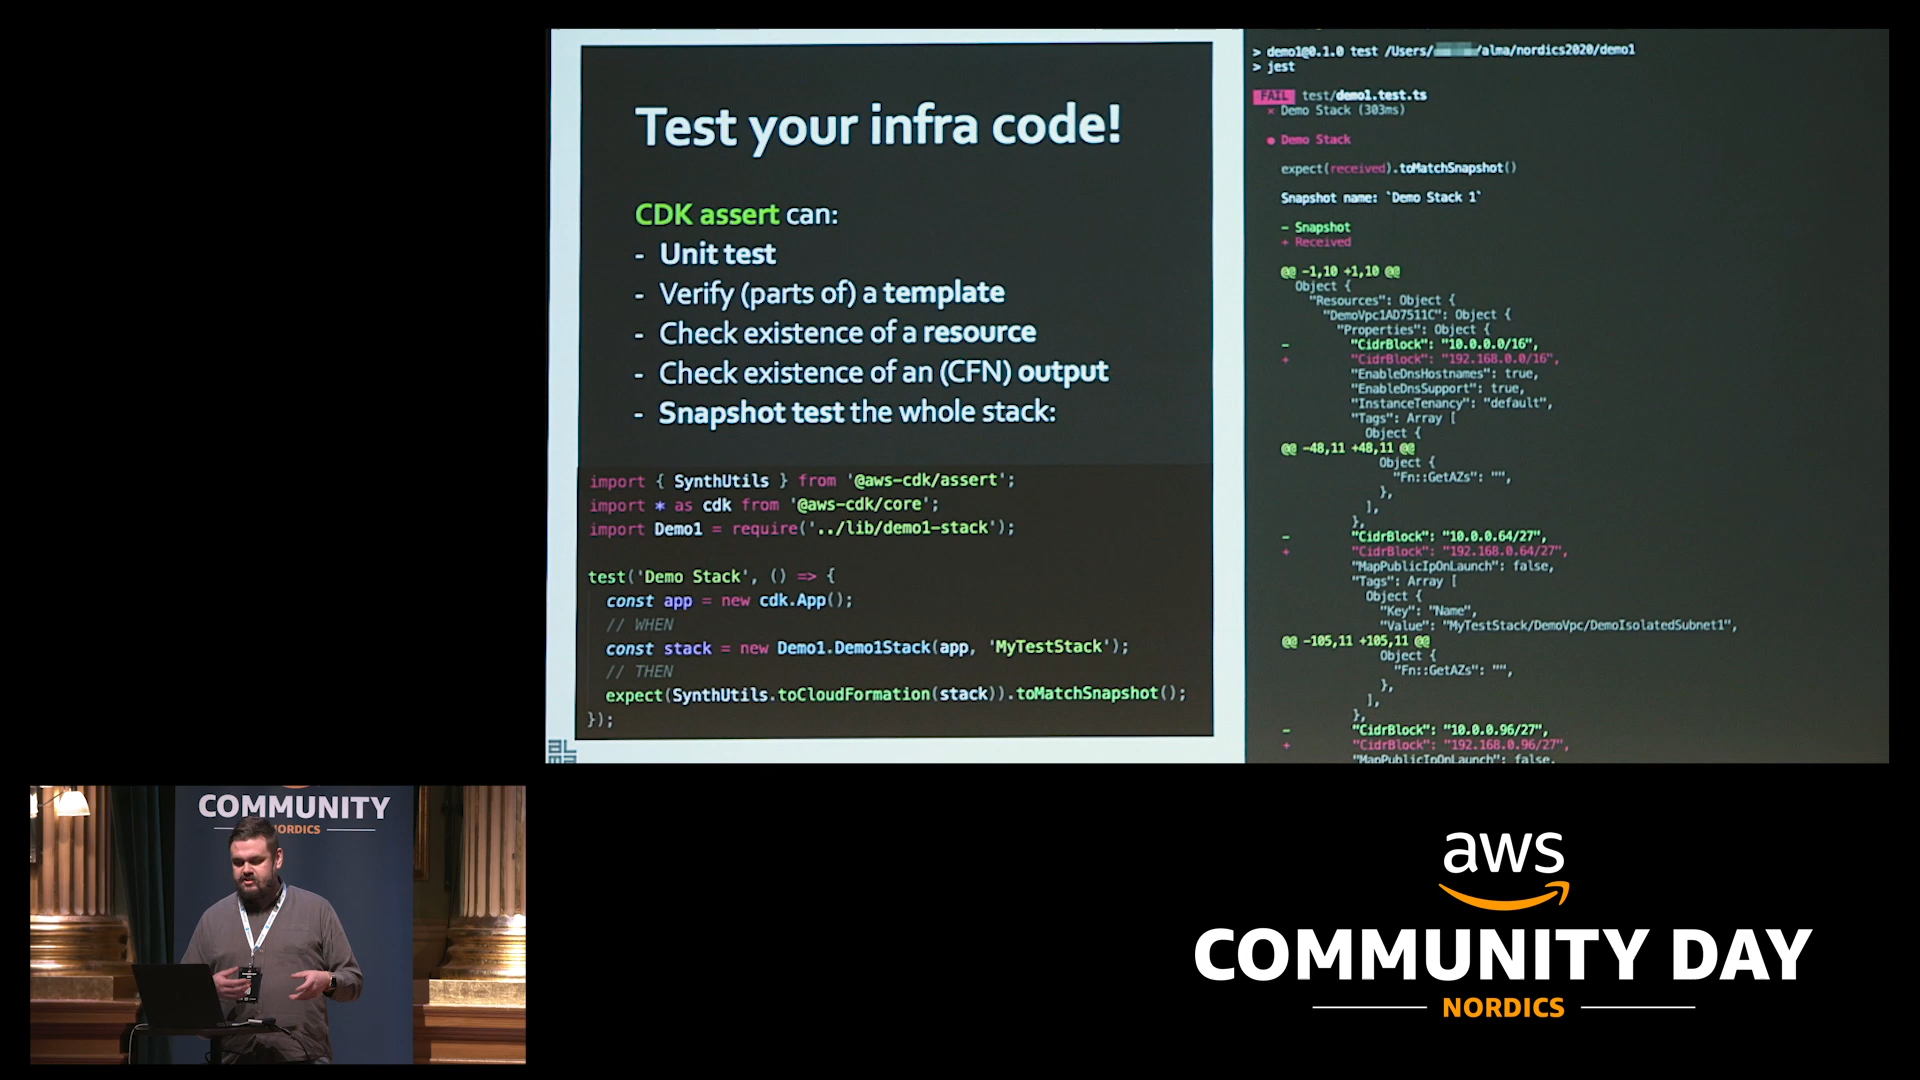 Test your infra code!
CDK assert can:
- Unit test
- Verify (parts of) a template
- Check existence of a resource
- Check existence of an (CFN) output
- Snapshot test the whole stack:
import { SynthUtils } from '@aws-cdk/assert';
import * as cdk from '@aws-cdk/core';
import Demo1 = require('../lib/demo1-stack');
test('Demo Stack', () => {
const app = new cdk.App();
// WHEN
const stack = new Demo1.Demo1Stack(app, 'MyTestStack');
// THEN
expect(SynthUtils.toCloudFormation(stack)).toMatchSnapshot();
});
> demo1@0.1.0 test /Users/ /alma/nordics2020/demo1
> jest
FAIL test/demo1.test.ts
× Demo Stack (303ms)
● Demo Stack
expect(received).toMatchSnapshot()
Snapshot name: `Demo Stack 1`
- Snapshot
+ Received
@@ -1,10 +1,10 @@
Object {
"Resources": Object {
"DemoVpc1AD7511C": Object {
"Properties": Object {
- "CidrBlock": "10.0.0.0/16",
+ "CidrBlock": "192.168.0.0/16",
"EnableDnsHostnames": true,
"EnableDnsSupport": true,
"InstanceTenancy": "default",
"Tags": Array [
Object {
@@ -48,11 +48,11 @@
Object {
"Fn::GetAZs": "",
},
],
},
- "CidrBlock": "10.0.0.64/27",
+ "CidrBlock": "192.168.0.64/27",
"MapPublicIpOnLaunch": false,
"Tags": Array [
Object {
"Key": "Name",
"Value": "MyTestStack/DemoVpc/DemoIsolatedSubnet1",
@@ -105,11 +105,11 @@
Object {
"Fn::GetAZs": "",
},
],
},
- "CidrBlock": "10.0.0.96/27",
+ "CidrBlock": "192.168.0.96/27",
"MapPublicIpOnLaunch": false,
COMMUNITY
NORDICS
aws
COMMUNITY DAY
NORDICS